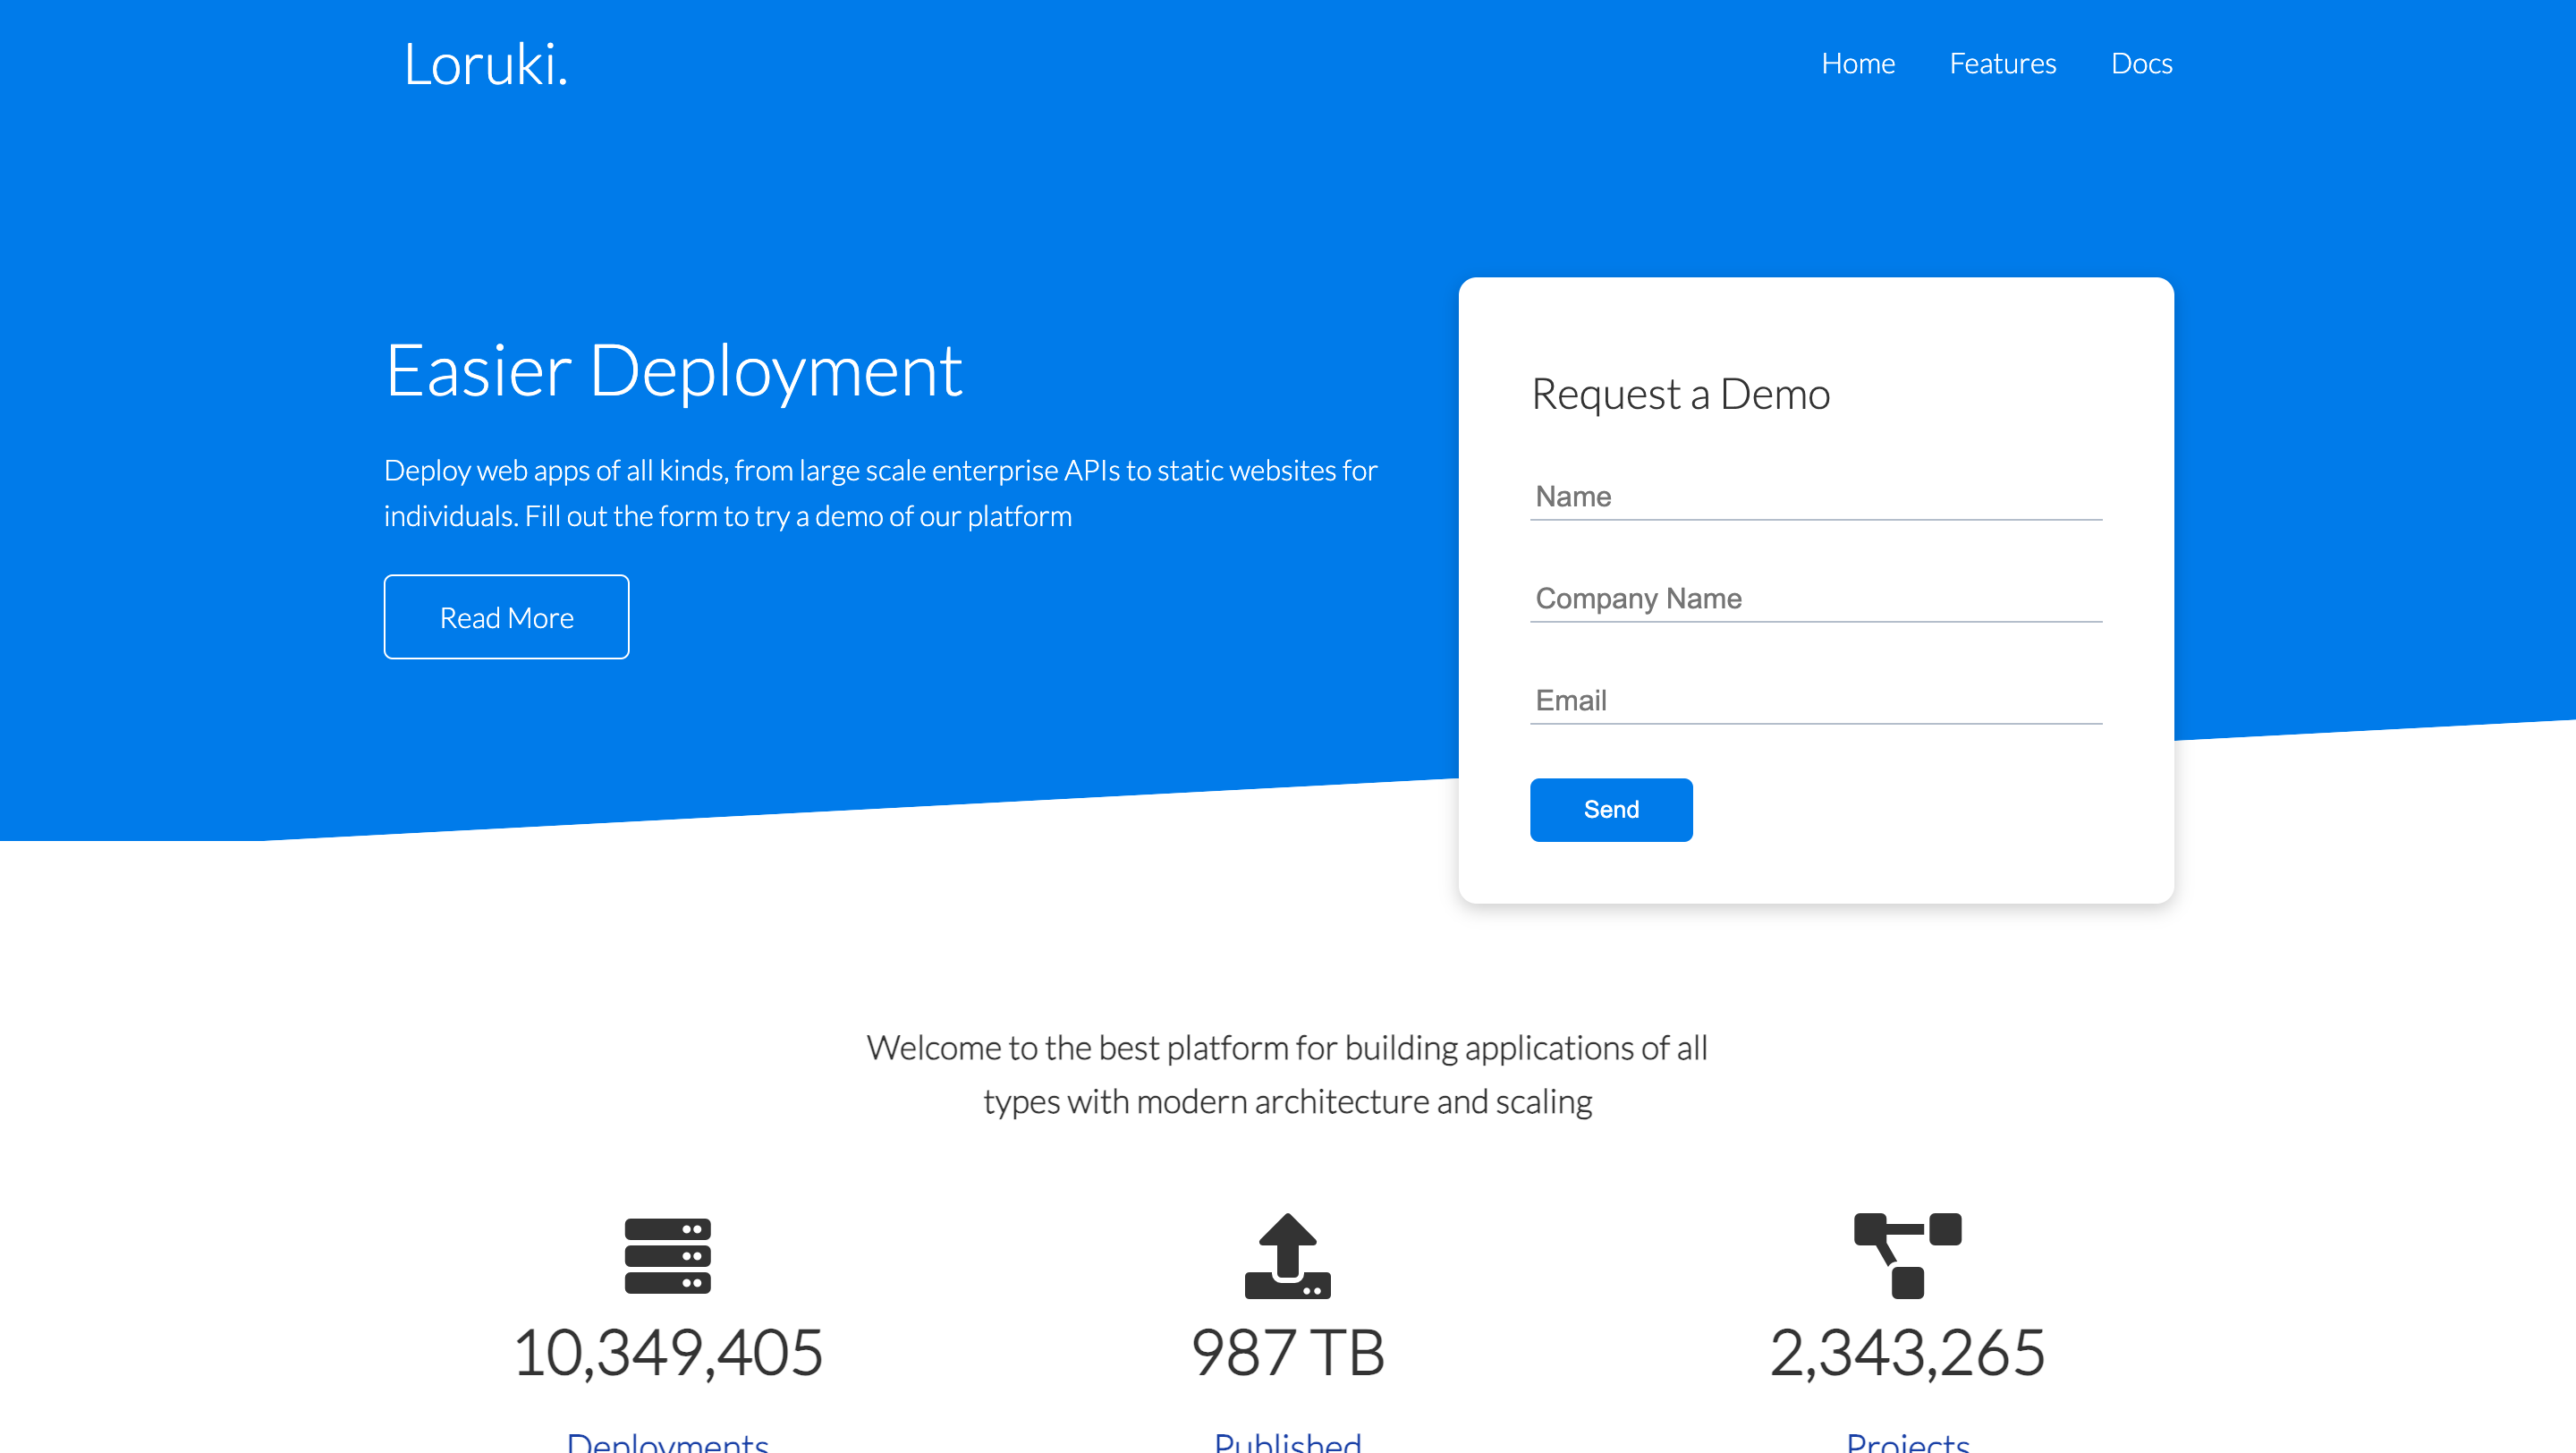 Loruki.
Home Features Docs
Easier Deployment
Deploy web apps of all kinds, from large scale enterprise APIs to static websites for
individuals. Fill out the form to try a demo of our platform
Read More
Request a Demo
Name
Company Name
Email
Send
Welcome to the best platform for building applications of all
types with modern architecture and scaling
10,349,405
987 TB
2,343,265
Deployments
Published
Projects